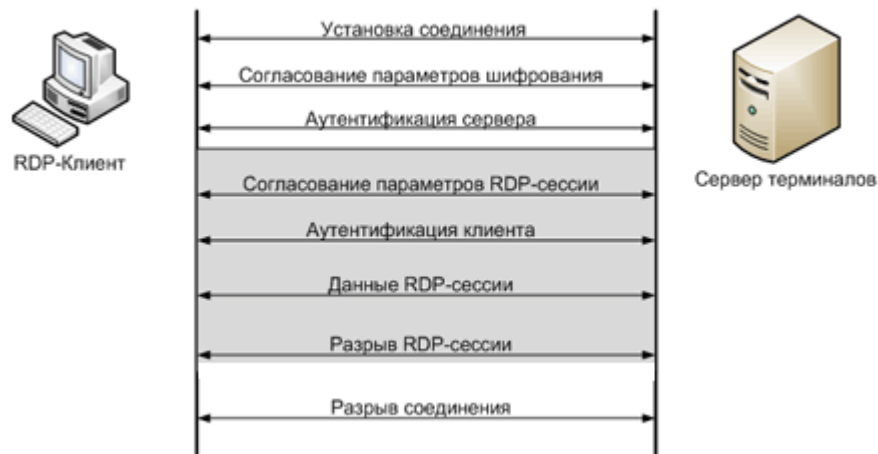 Установка соединения
Согласование параметров шифрования
Аутентификация сервера
RDP-Клиент
Сервер терминалов
Согласование параметров RDP-сессии
Аутентификация клиента
Данные RDP-сессии
Разрыв RDP-сессии
Разрыв соединения